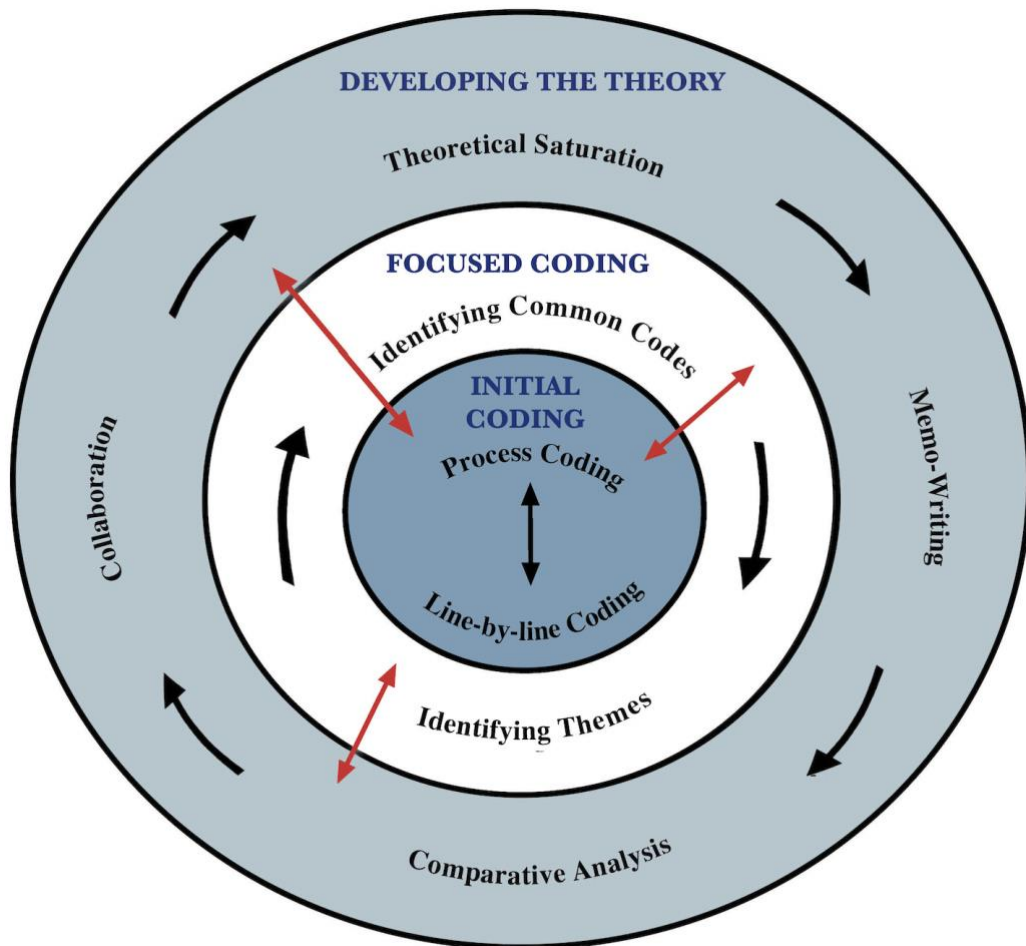 DEVELOPING THE THEORY
Theoretical Saturation
FOCUSED CODING
Identifying Common Codes
INITIAL
CODING
Process Coding
Collaboration
Memo-Writing
Line-by-line Coding
Identifying Themes
Comparative Analysis